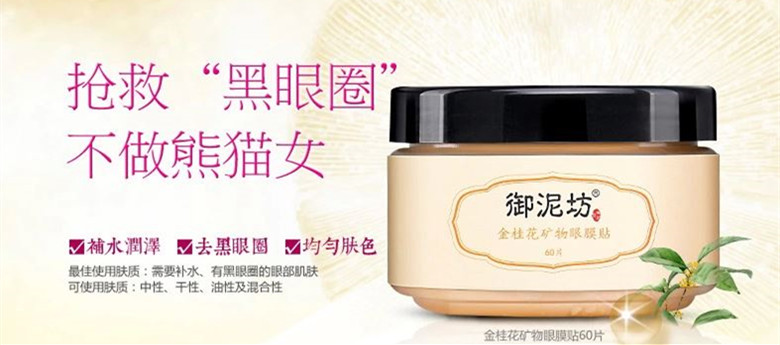 抢救“黑眼圈”
不做熊猫女
補水潤澤 去黑眼圈 均匀肤色
最佳使用肤质：需要补水、有黑眼圈的眼部肌肤
可使用肤质：中性、干性、油性及混合性
御泥坊®
金桂花矿物眼膜贴
60片
金桂花矿物眼膜贴60片